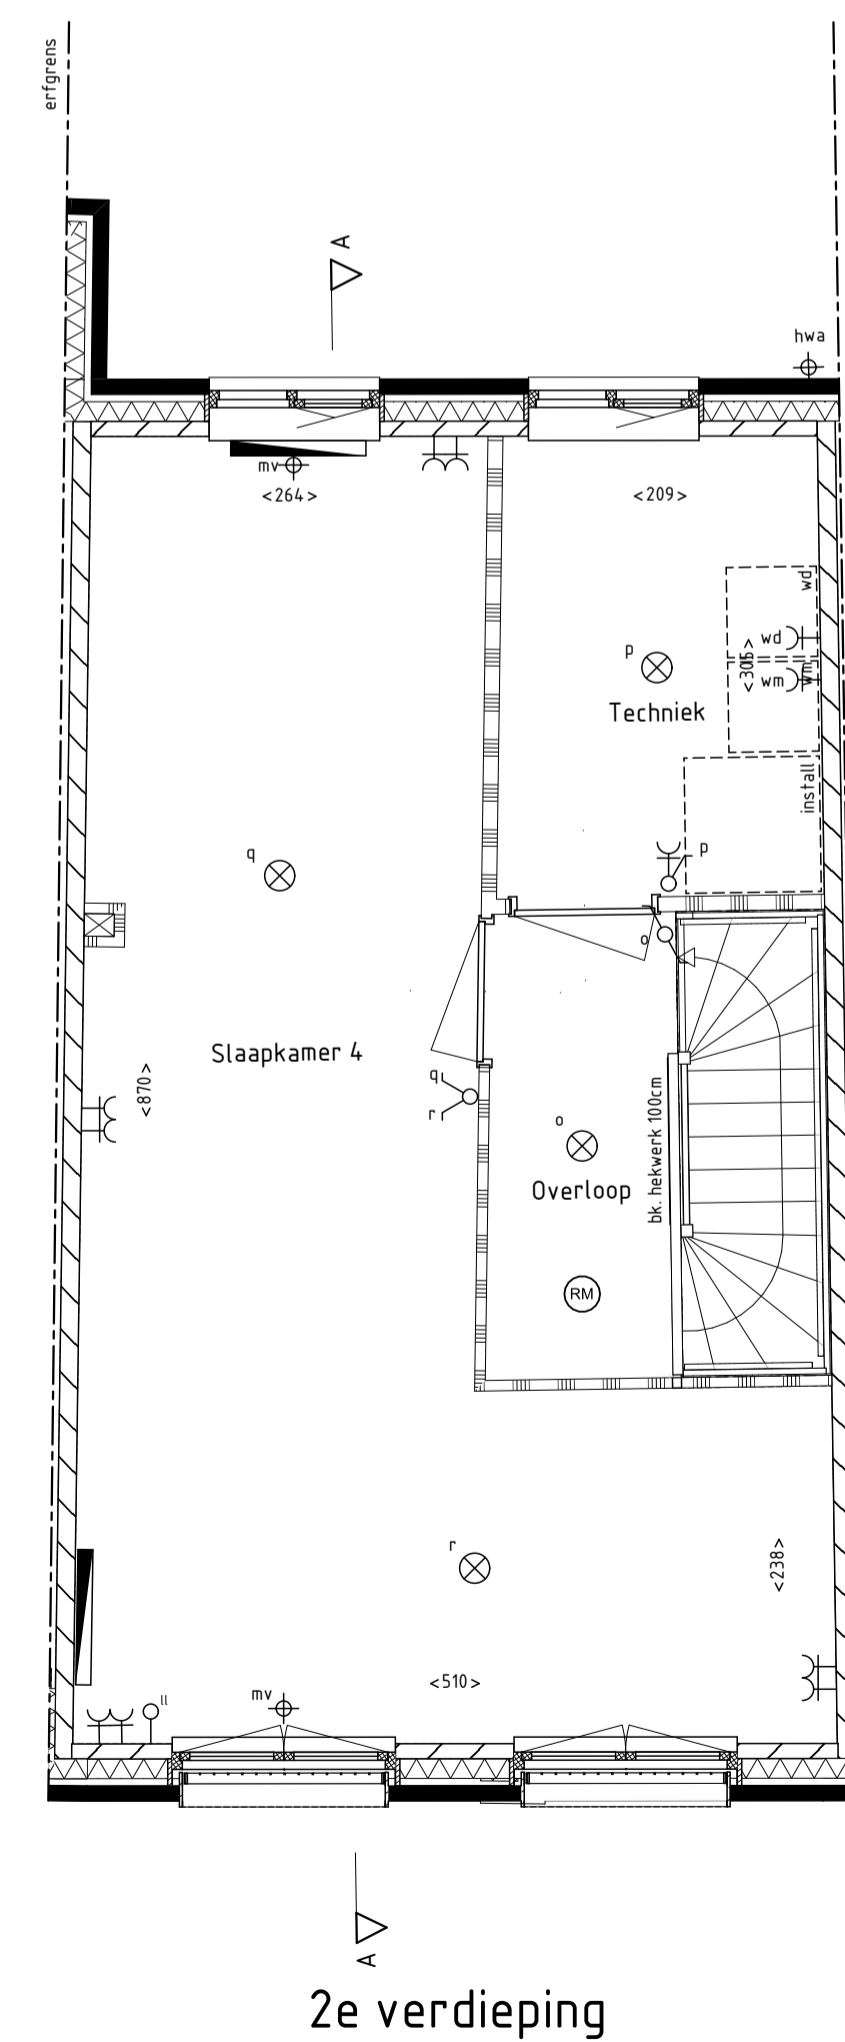 erfgrens
A
hwa
mv
<264>
<209>
wd
wd
<305>
wm
wm
p
Techniek
install
p
q
o
Slaapkamer 4
<870>
q
r
o
Overloop
bk. hekwerk 100cm
RM
r
<238>
<510>
mv
ll
A
2e verdieping